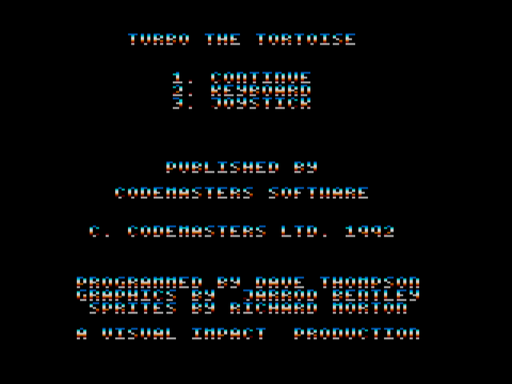 TURBO THE TORTOISE
1. CONTINUE
2. KEYBOARD
3. JOYSTICK
PUBLISHED BY
CODEMASTERS SOFTWARE
C. CODEMASTERS LTD. 1992
PROGRAMMED BY DAVE THOMPSON
GRAPHICS BY JARROD BENTLEY
SPRITES BY RICHARD MORTON
A VISUAL IMPACT PRODUCTION